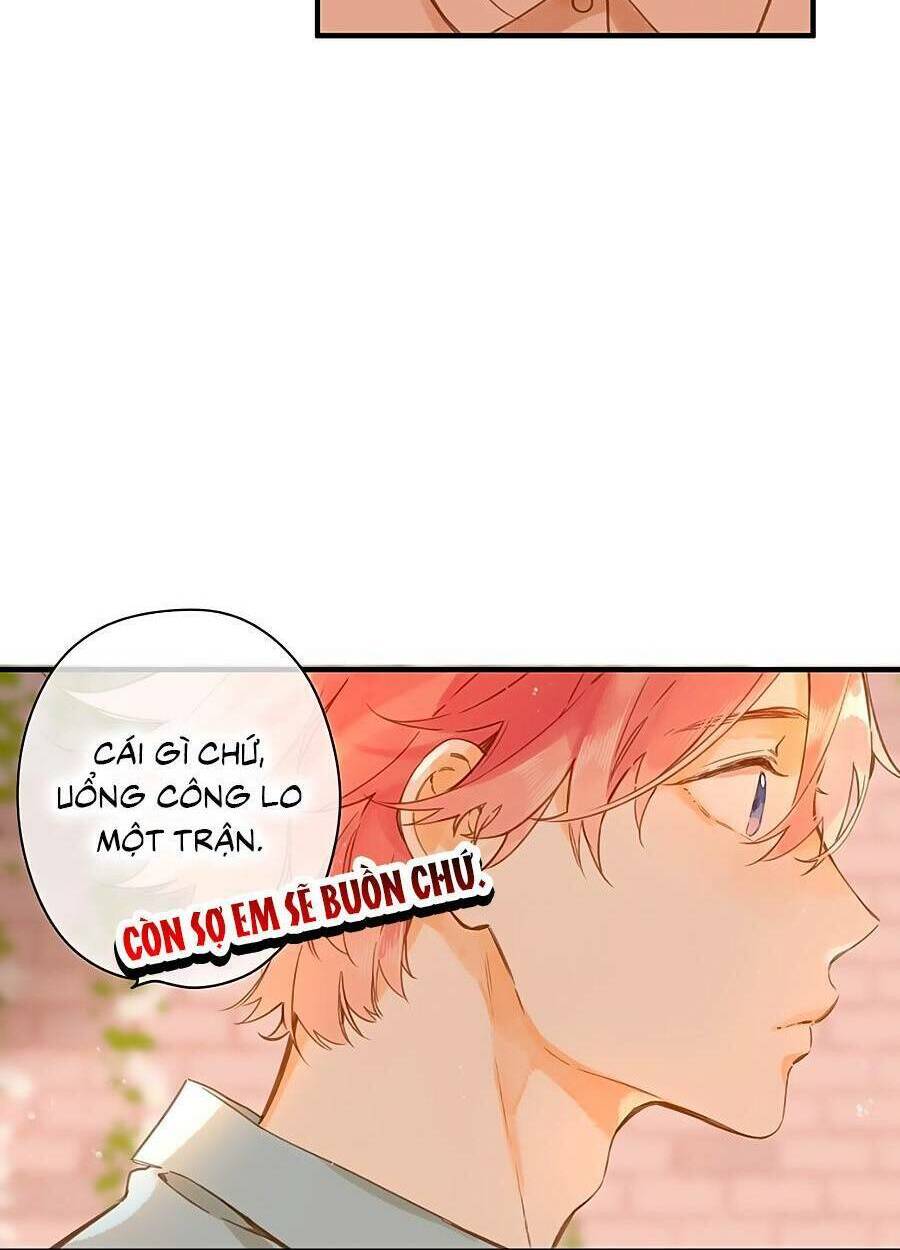 CÁI GÌ CHỨ,
UỔNG CÔNG LO
MỘT TRẬN.
CÒN SỢ EM SẼ BUỒN CHỨ.